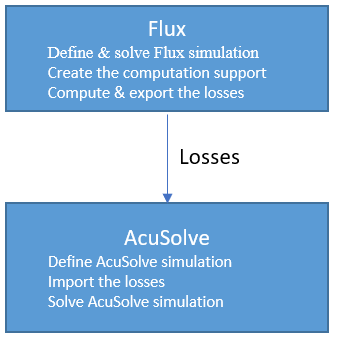 Flux
Define & solve Flux simulation
Create the computation support
Compute & export the losses
Losses
AcuSolve
Define AcuSolve simulation
Import the losses
Solve AcuSolve simulation